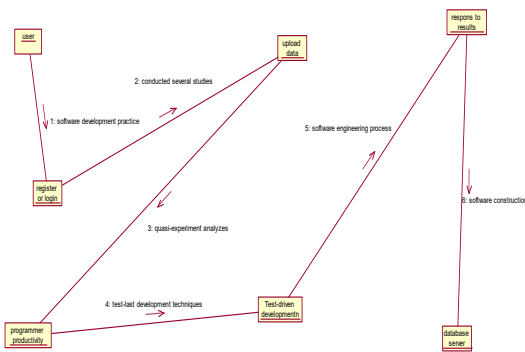 user
upload
data
respons to
results
2: conducted several studies
1: software development practice
5: software engineering process
register
or login
6: software construction
3: quasi-experiment analyzes
4: test-last development techniques
Test-driven
developmentn
programmer
productivity
database
server